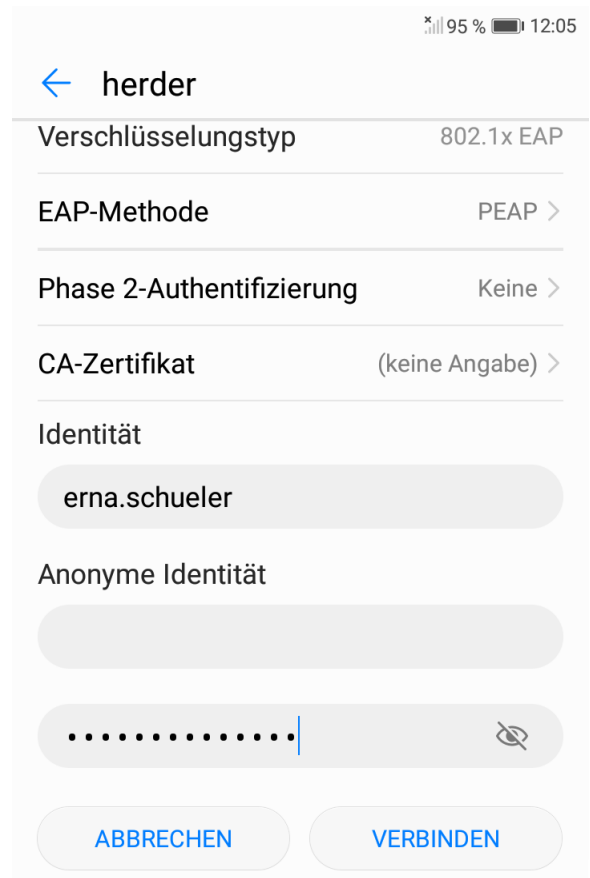 95 % 12:05
herder
Verschlüsselungstyp 802.1x EAP
EAP-Methode PEAP
Phase 2-Authentifizierung Keine
CA-Zertifikat (keine Angabe)
Identität
erna.schueler
Anonyme Identität
••••••••••••••
ABBRECHEN VERBINDEN